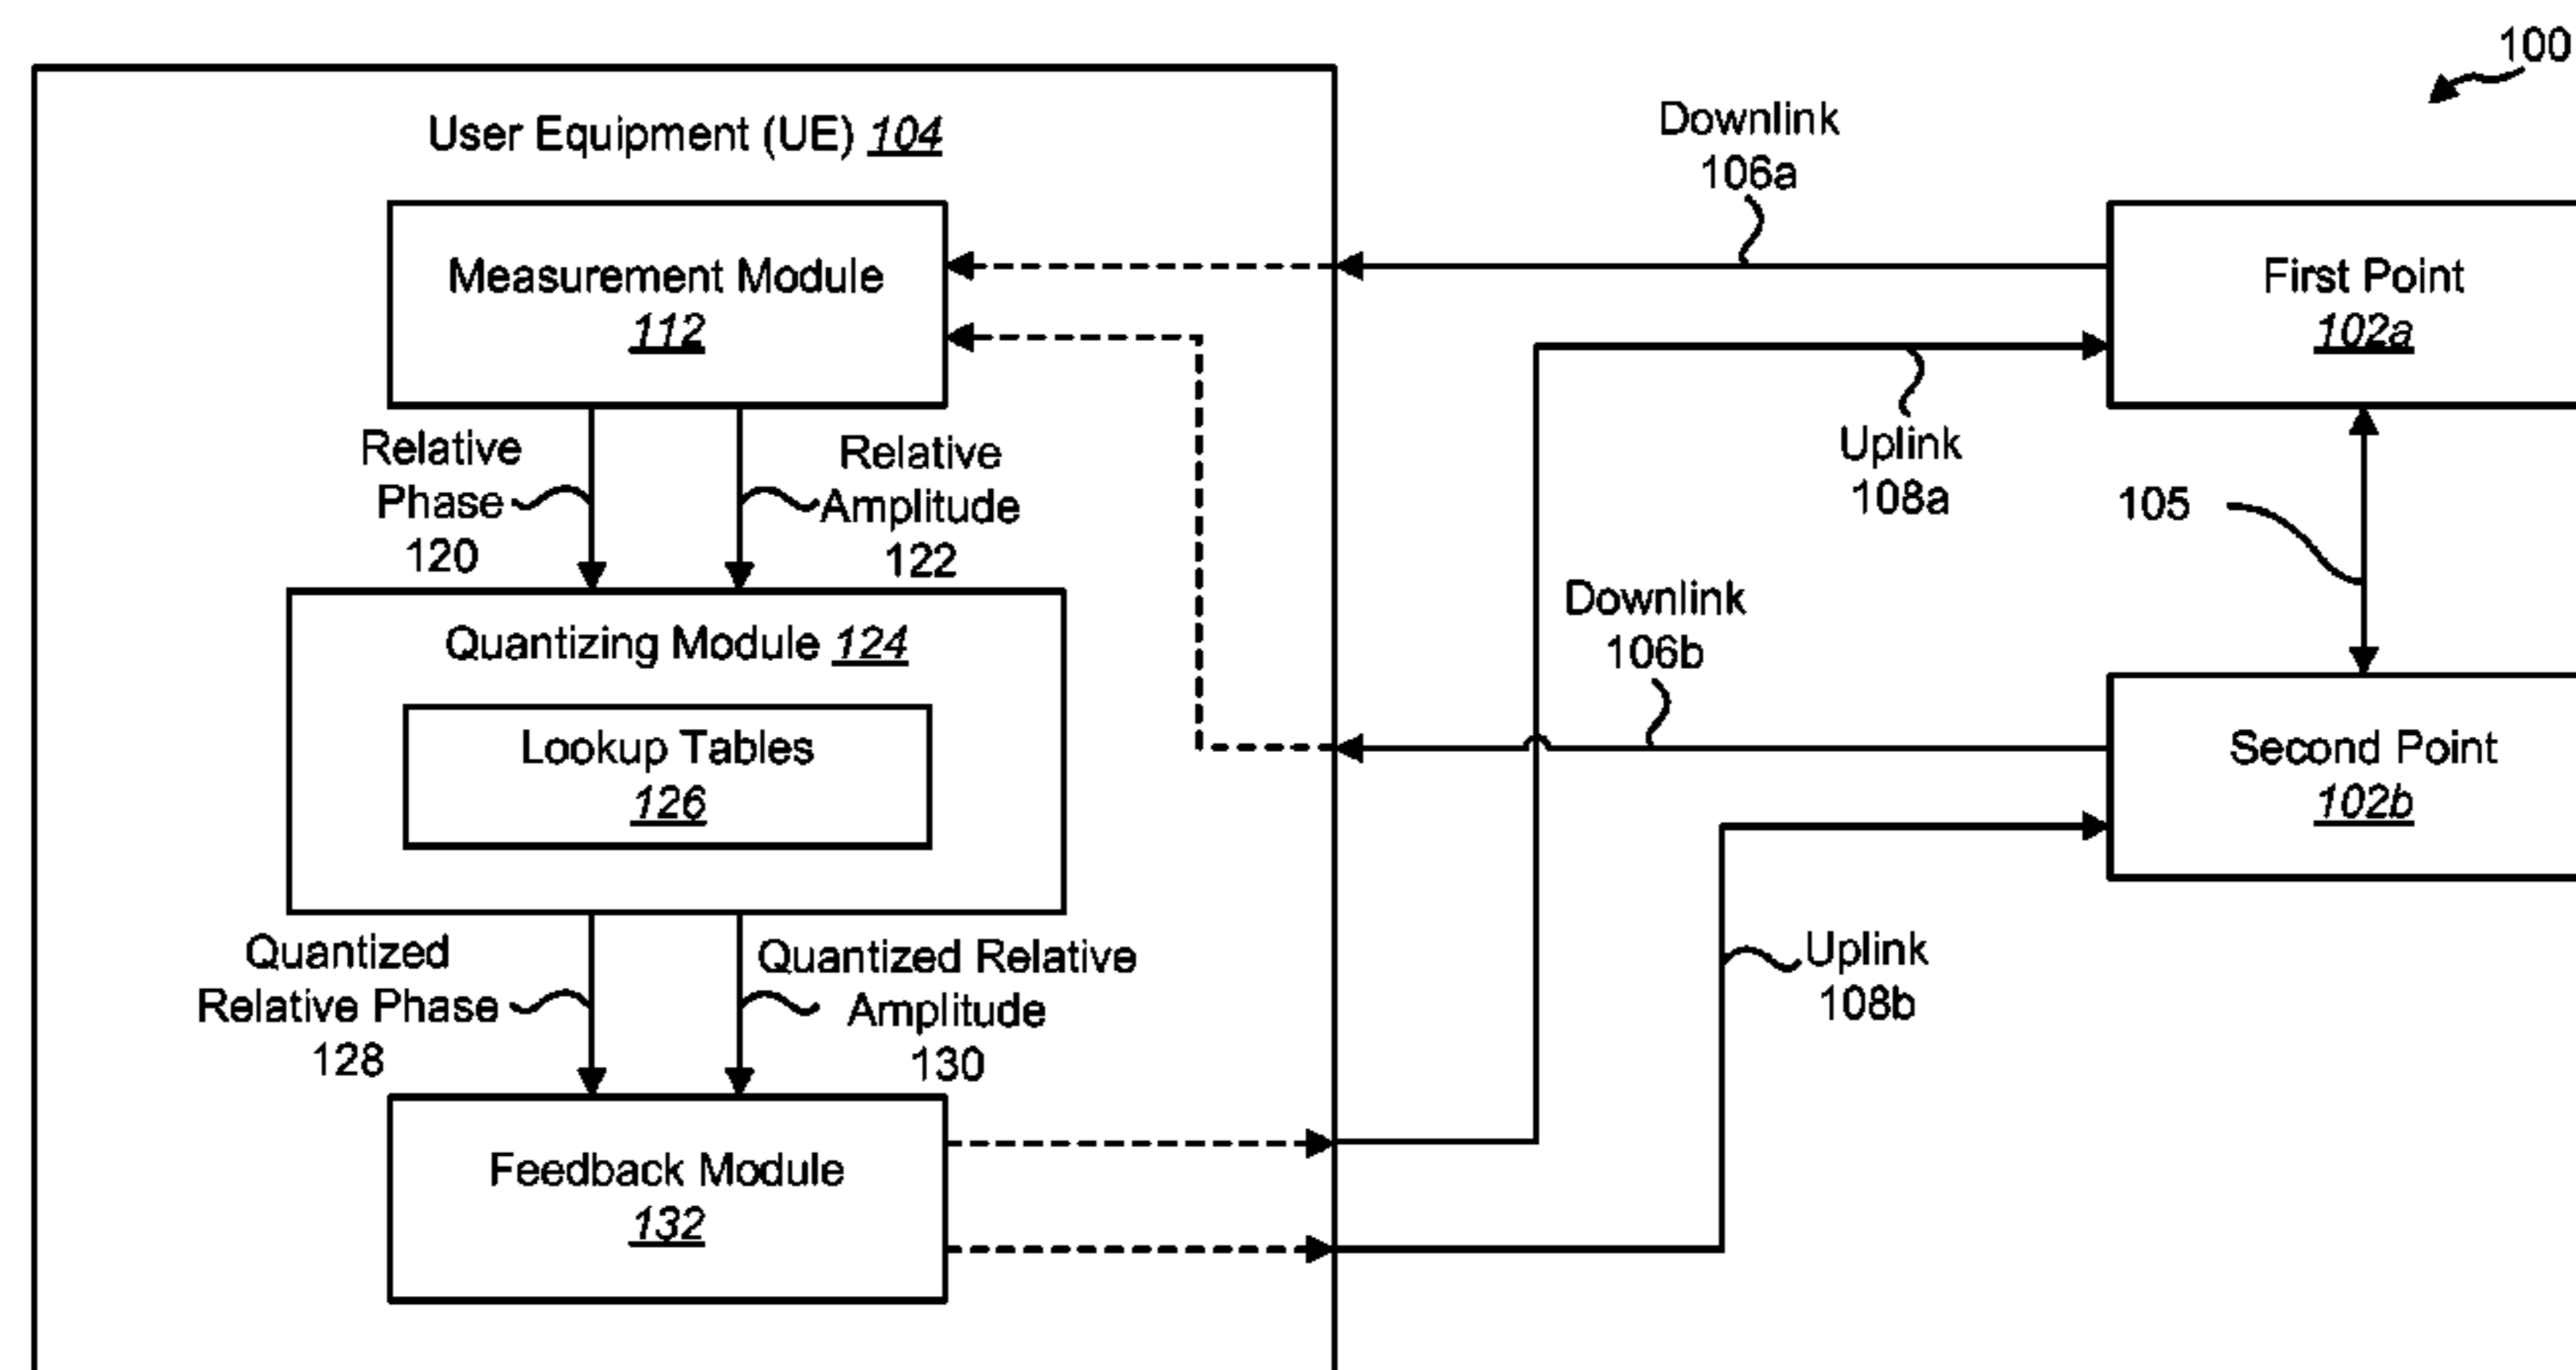 100
User Equipment (UE) 104
Downlink
106a
Measurement Module
112
First Point
102a
Relative
Phase
120
Relative
Amplitude
122
Uplink
108a
105
Downlink
106b
Quantizing Module 124
Lookup Tables
126
Second Point
102b
Quantized
Relative Phase
128
Quantized Relative
Amplitude
130
Uplink
108b
Feedback Module
132